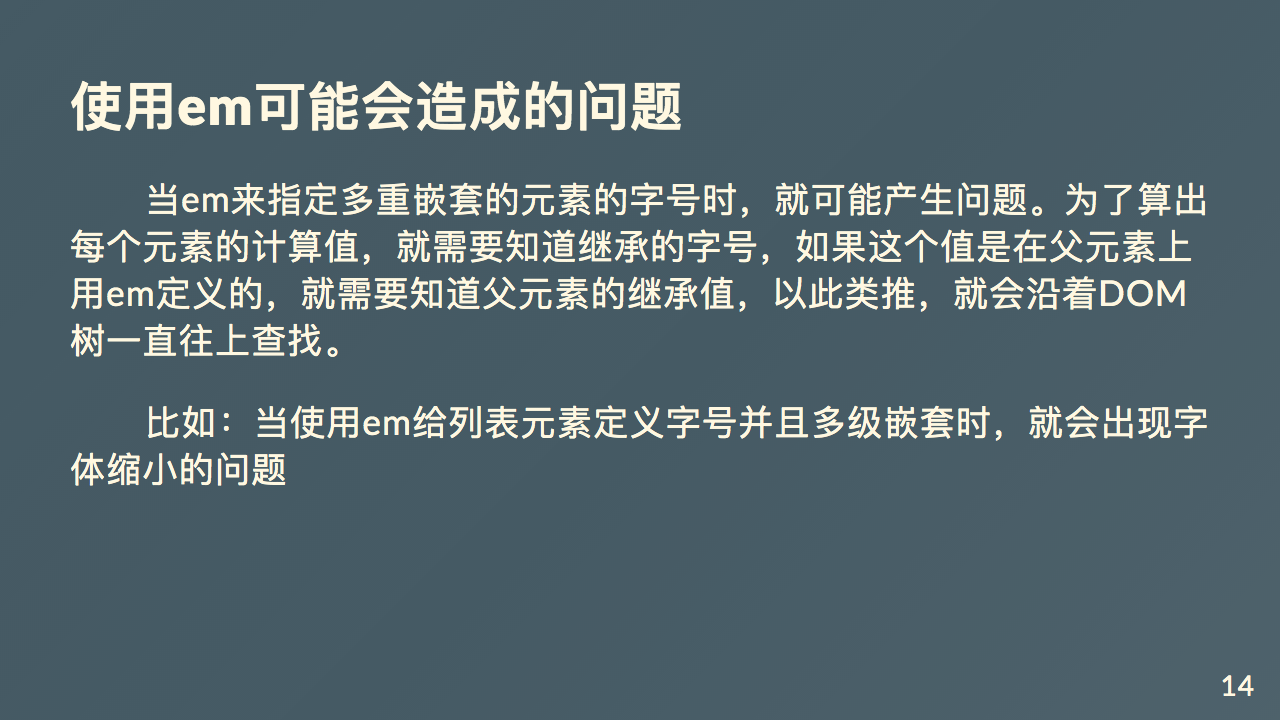 使用em可能会造成的问题
当em来指定多重嵌套的元素的字号时，就可能产生问题。为了算出
每个元素的计算值，就需要知道继承的字号，如果这个值是在父元素上
用em定义的，就需要知道父元素的继承值，以此类推，就会沿着DOM
树一直往上查找。
比如：当使用em给列表元素定义字号并且多级嵌套时，就会出现字
体缩小的问题
14